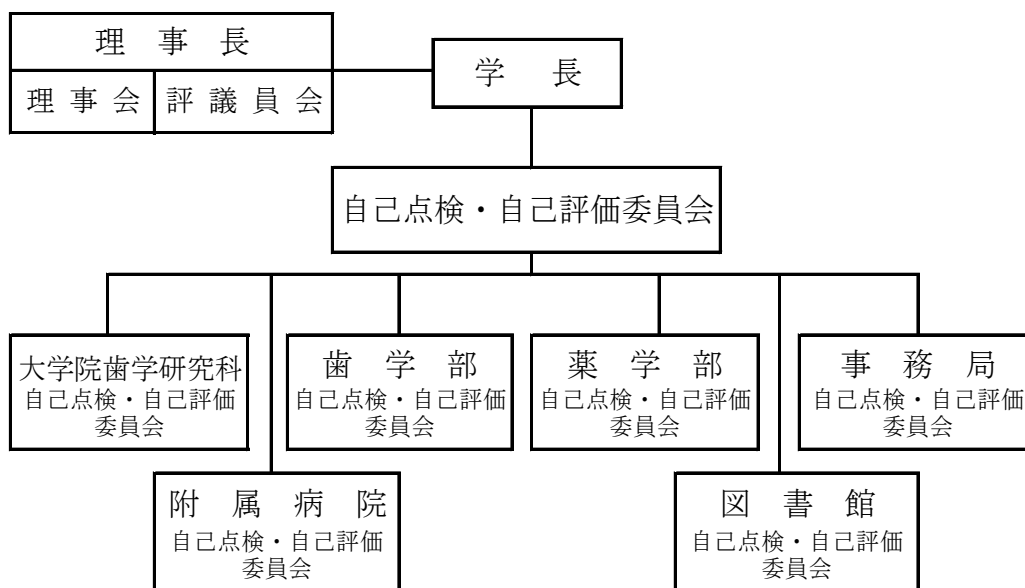 理事長
理事会 評議員会
学長
自己点検・自己評価委員会
大学院歯学研究科
自己点検・自己評価
委員会
歯学部
自己点検・自己評価
委員会
薬学部
自己点検・自己評価
委員会
事務局
自己点検・自己評価
委員会
附属病院
自己点検・自己評価
委員会
図書館
自己点検・自己評価
委員会